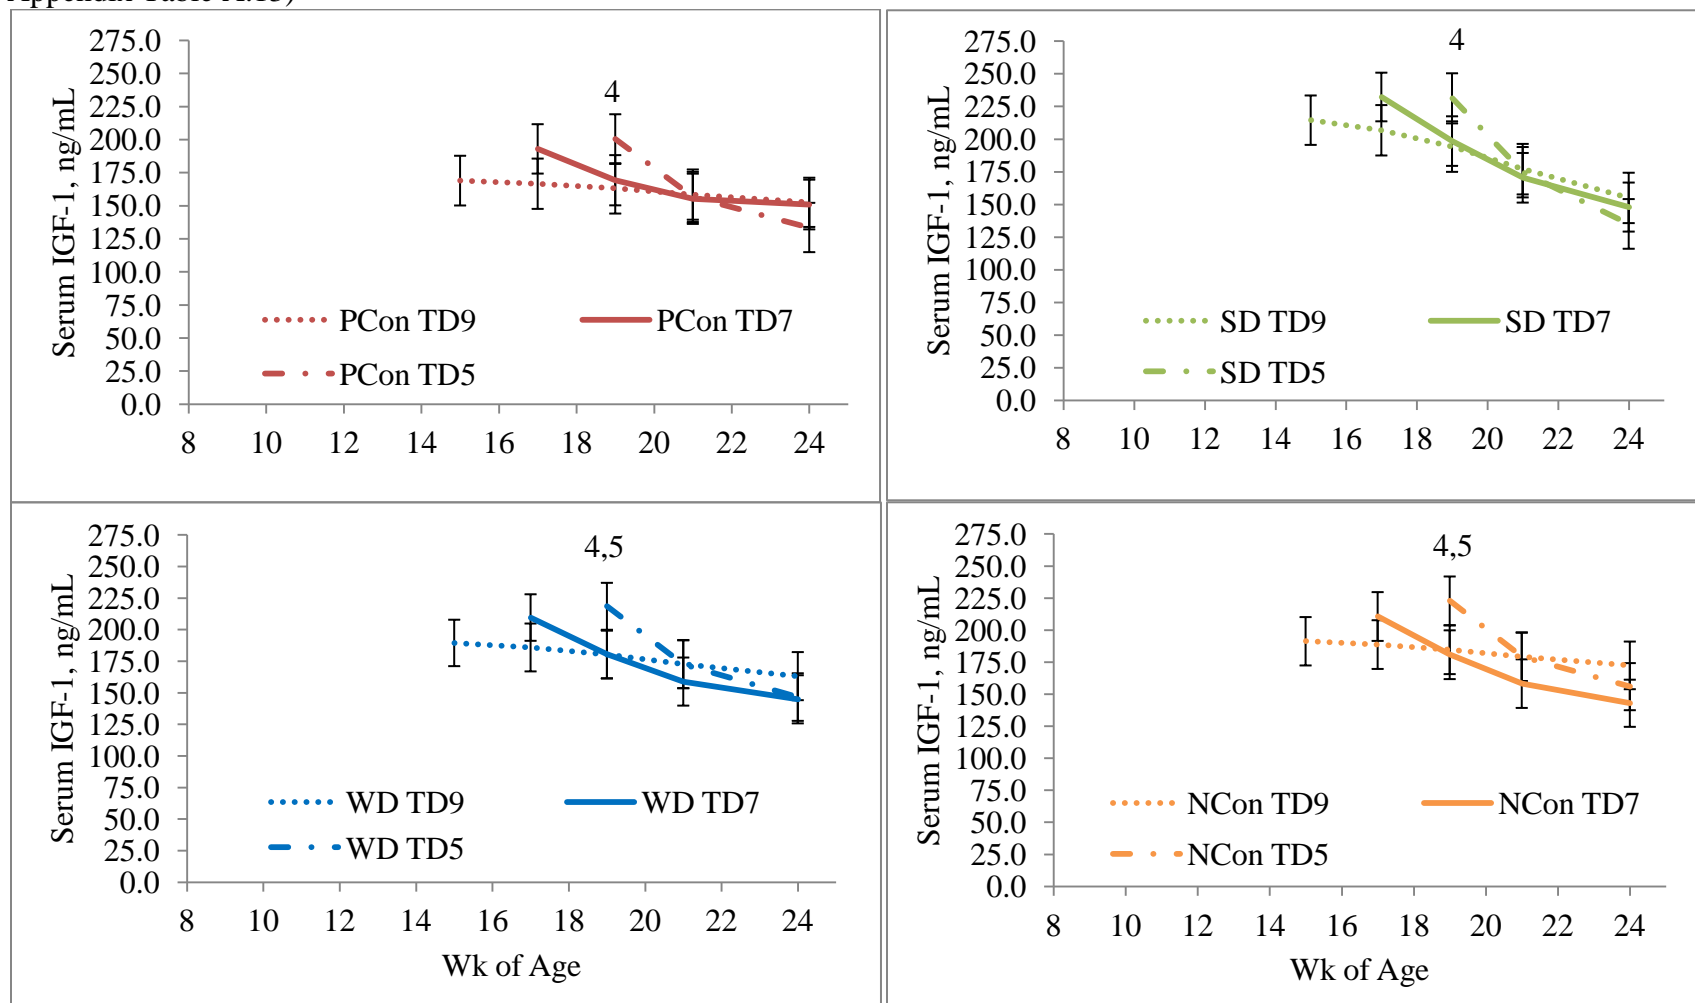 Appendix Table A.13)
275.0
250.0
225.0
200.0
175.0
150.0
125.0
100.0
75.0
50.0
25.0
0.0
Serum IGF-1, ng/mL
4
PCon TD9 PCon TD7
PCon TD5
8 10 12 14 16 18 20 22 24
275.0
250.0
225.0
200.0
175.0
150.0
125.0
100.0
75.0
50.0
25.0
0.0
Serum IGF-1, ng/mL
4
SD TD9 SD TD7
SD TD5
8 10 12 14 16 18 20 22 24
275.0
250.0
225.0
200.0
175.0
150.0
125.0
100.0
75.0
50.0
25.0
0.0
Serum IGF-1, ng/mL
4,5
WD TD9 WD TD7
WD TD5
8 10 12 14 16 18 20 22 24
Wk of Age
275.0
250.0
225.0
200.0
175.0
150.0
125.0
100.0
75.0
50.0
25.0
0.0
Serum IGF-1, ng/mL
4,5
NCon TD9 NCon TD7
NCon TD5
8 10 12 14 16 18 20 22 24
Wk of Age